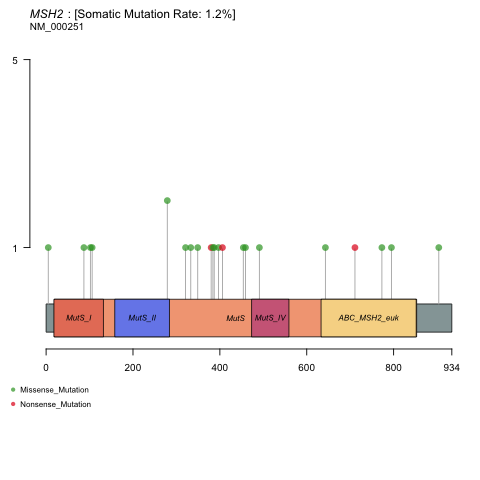 MSH2 : [Somatic Mutation Rate: 1.2%]
NM_000251
5
1
MutS_I MutS_II MutS MutS_IV ABC_MSH2_euk
0 200 400 600 800 934
Missense_Mutation
Nonsense_Mutation